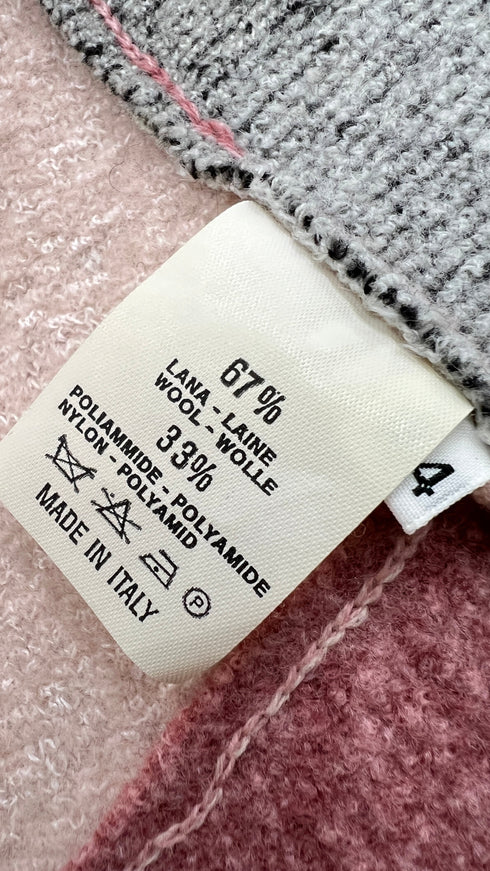 67%
LANA - LAINE
WOOL - WOLLE
33%
POLIAMMIDE - POLYAMIDE
NYLON - POLYAMID
P
MADE IN ITALY
4